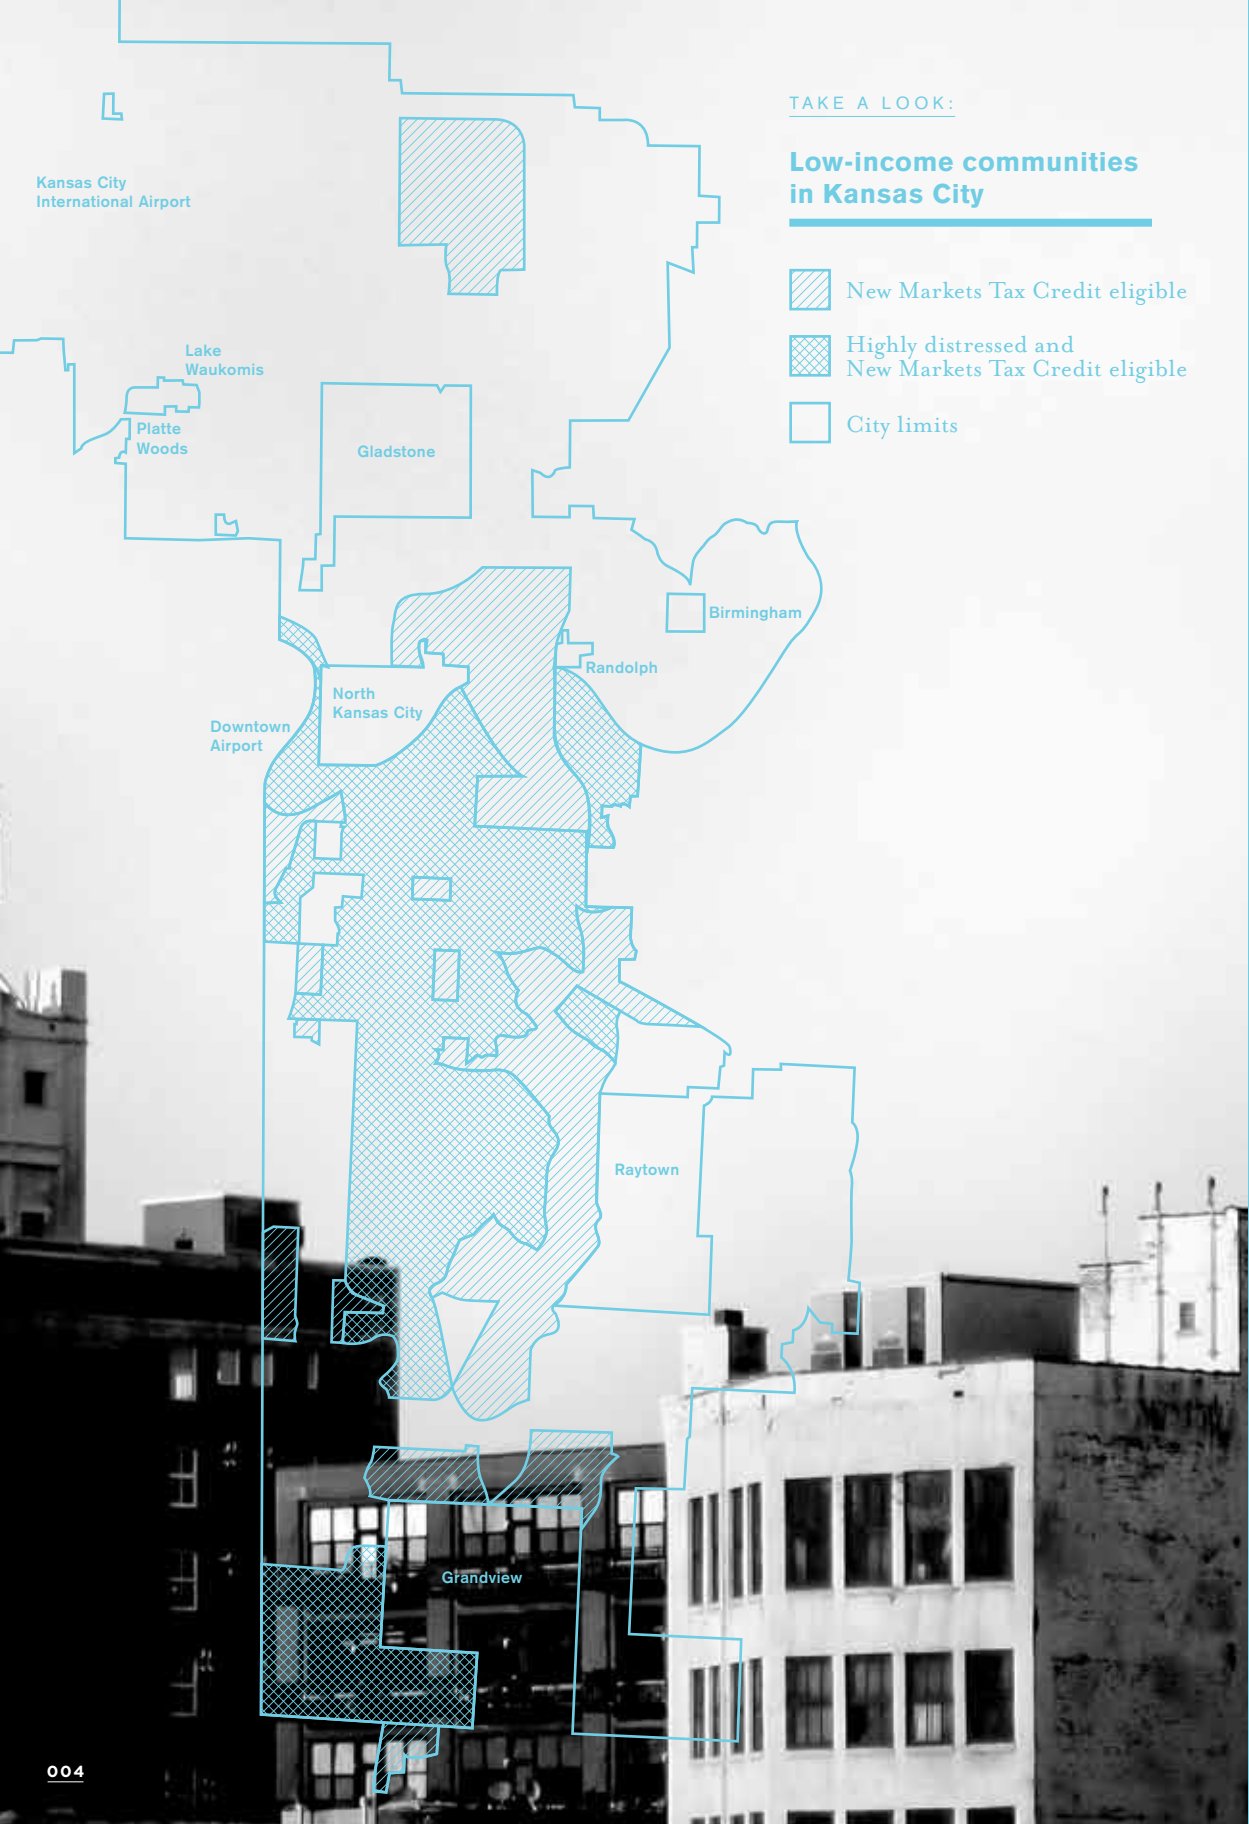 TAKE A LOOK:
Low-income communities
in Kansas City
New Markets Tax Credit eligible
Highly distressed and
New Markets Tax Credit eligible
City limits
Kansas City
International Airport
Lake
Waukomis
Platte
Woods
Gladstone
Birmingham
Randolph
North
Kansas City
Downtown
Airport
Raytown
Grandview
004